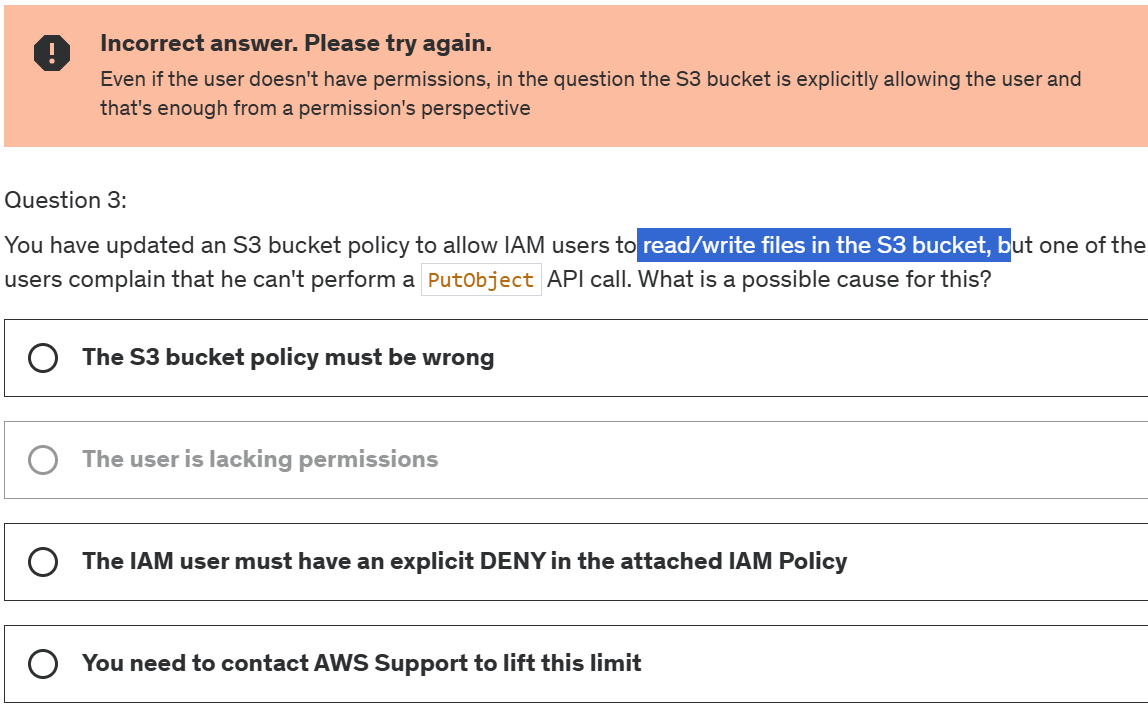 Incorrect answer. Please try again.
Even if the user doesn't have permissions, in the question the S3 bucket is explicitly allowing the user and
that's enough from a permission's perspective
Question 3:
You have updated an S3 bucket policy to allow IAM users to read/write files in the S3 bucket, but one of the
users complain that he can't perform a PutObject API call. What is a possible cause for this?
The S3 bucket policy must be wrong
The user is lacking permissions
The IAM user must have an explicit DENY in the attached IAM Policy
You need to contact AWS Support to lift this limit